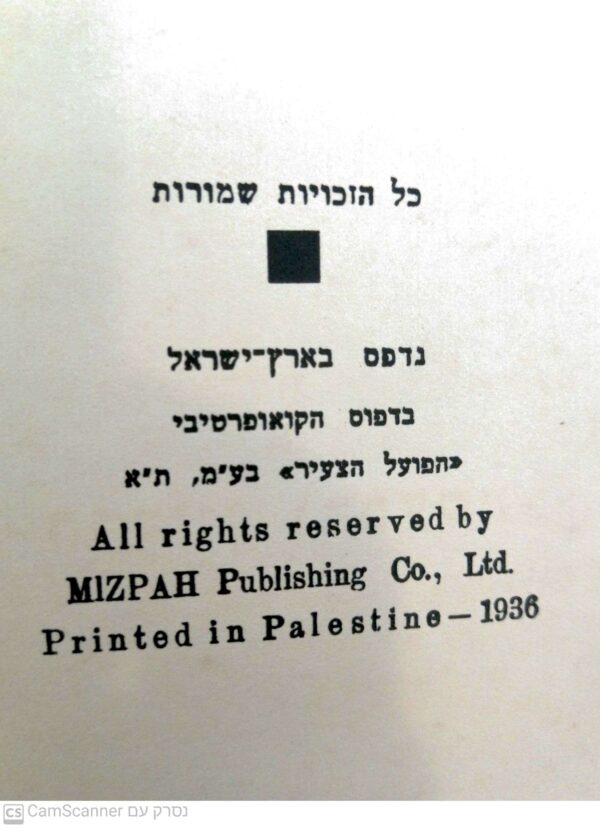 כל הזכויות שמורות
נדפס בארץ־ישראל
בדפוס הקואופרטיבי
«הפועל הצעיר» בע״מ, ת״א
All rights reserved by
MIZPAH Publishing Co., Ltd.
Printed in Palestine — 1936
CS CamScanner נסרק עם